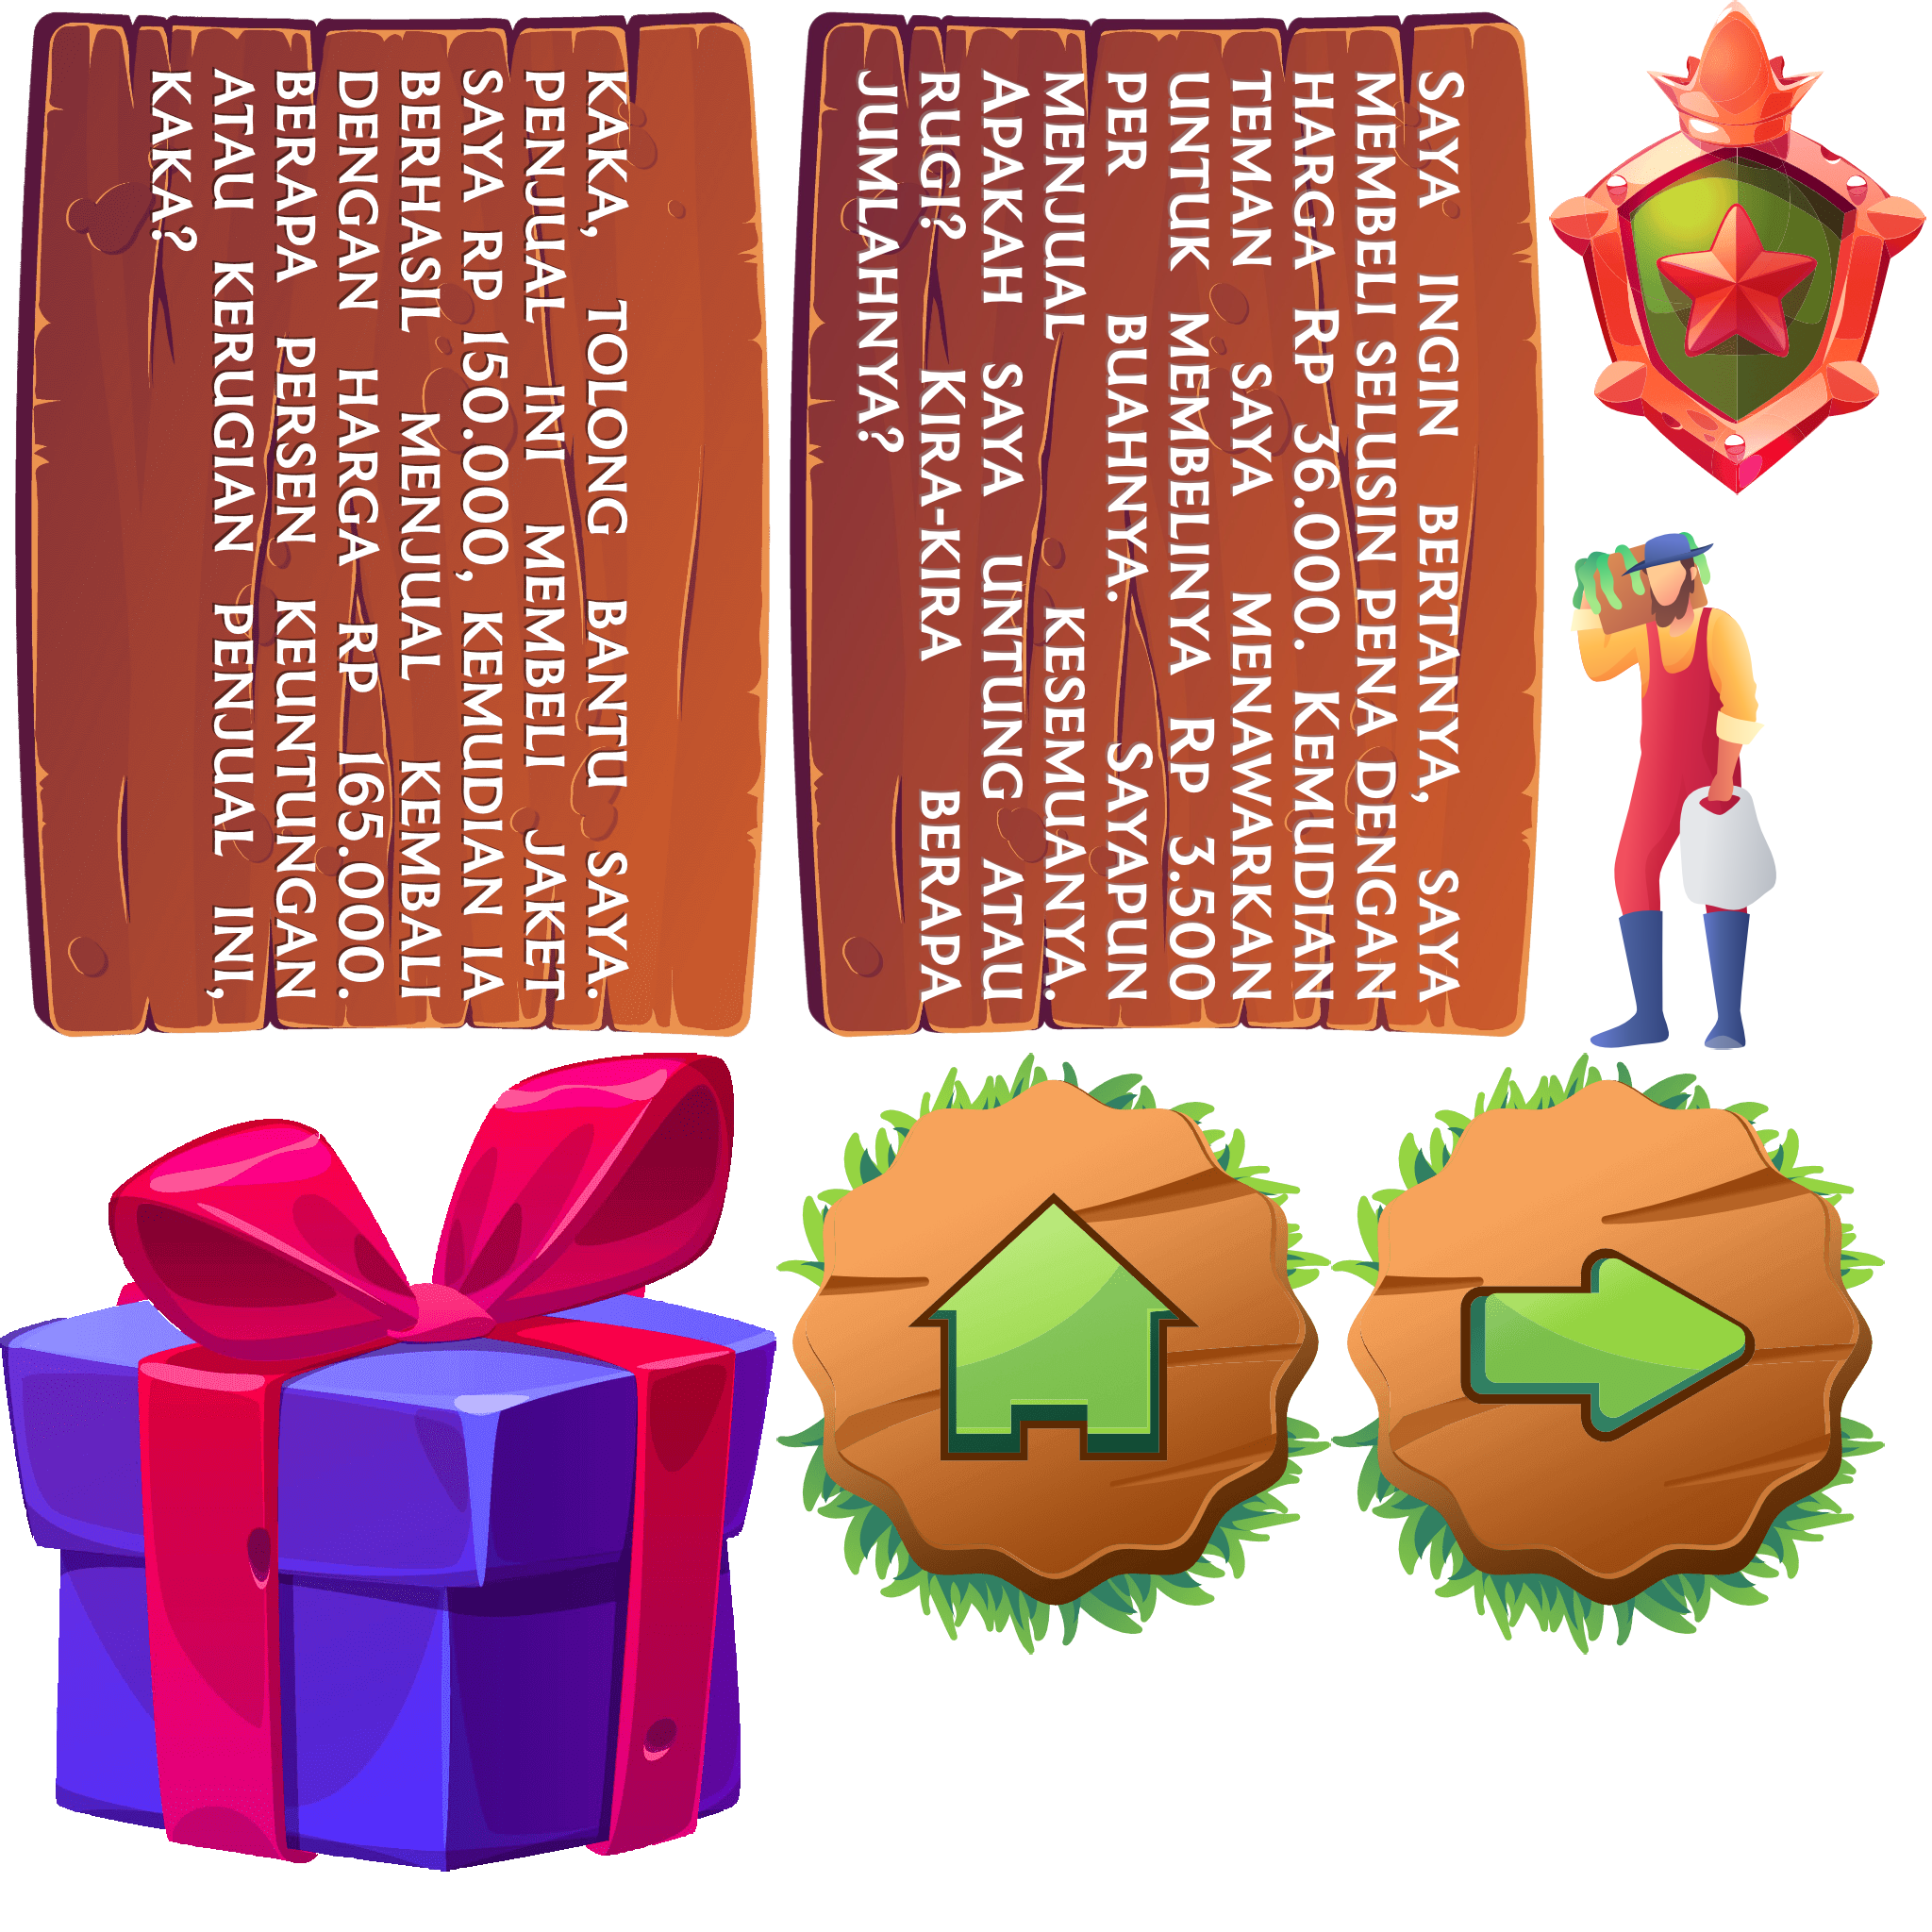 KAKA, TOLONG BANTU SAYA.
PENJUAL INI MEMBELI JAKET
SAYA RP 150.000, KEMUDIAN IA
BERHASIL MENJUAL KEMBALI
DENGAN HARGA RP 165.000.
BERAPA PERSEN KEUNTUNGAN
ATAU KERUGIAN PENJUAL INI,
KAKA?
SAYA INGIN BERTANYA, SAYA
MEMBELI SELUSIN PENA DENGAN
HARGA RP 36.000. KEMUDIAN
TEMAN SAYA MENAWARKAN
UNTUK MEMBELINYA RP 3.500
PER BUAHNYA. SAYAPUN
MENJUAL KESEMUANYA.
APAKAH SAYA UNTUNG ATAU
RUGI? KIRA-KIRA BERAPA
JUMLAHNYA?